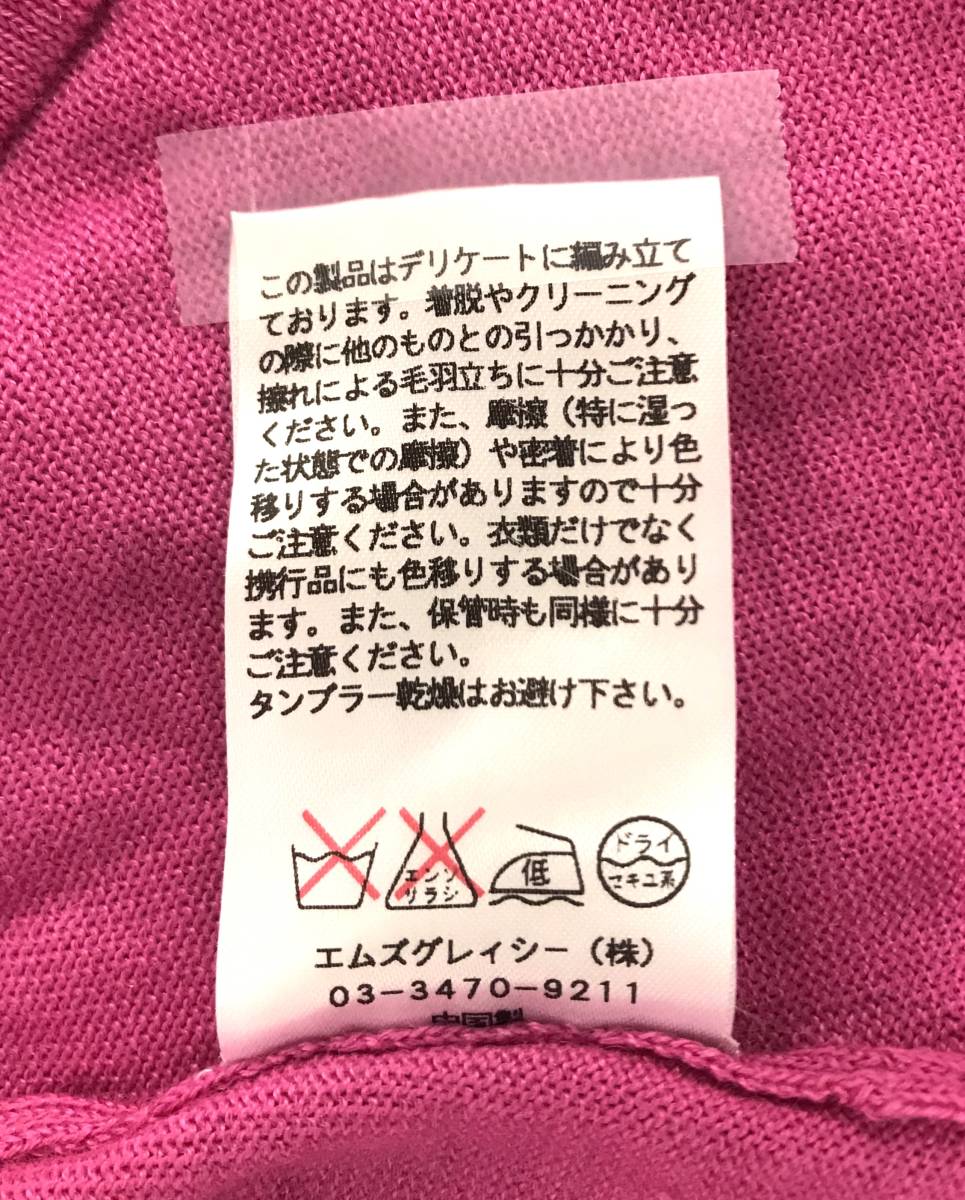 この製品はデリケートに編み立て
ております。着脱やクリーニング
の際に他のものとの引つかかり、
擦れによる毛羽立ちに十分ご注意
ください。また、摩擦（特に湿っ
た状態での摩擦）や密着により色
移りする場合がありますので十分
ご注意ください。衣類だけでなく
携行品にも色移りする場合があり
ます。また、保管時も同様に十分
ご注意ください。
タンブラー乾燥はお避け下さい。
エンソ
サラシ
低
ドライ
セキユ系
エムズグレイシー（株）
03-3470-9211
中国製